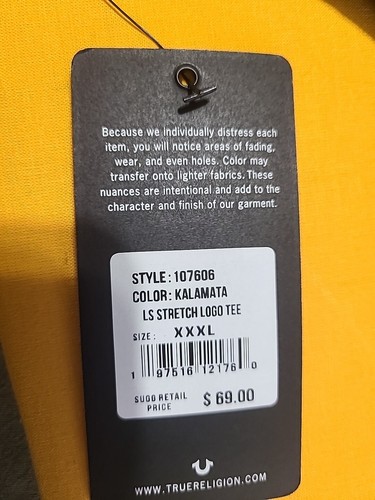 Because we individually distress each
item, you will notice areas of fading,
wear, and even holes. Color may
transfer onto lighter fabrics. These
nuances are intentional and add to the
character and finish of our garment.
STYLE: 107606
COLOR: KALAMATA
LS STRETCH LOGO TEE
SIZE: XXXL
1 97516 12176 0
SUGG RETAIL PRICE $ 69.00
WWW.TRUERELIGION.COM